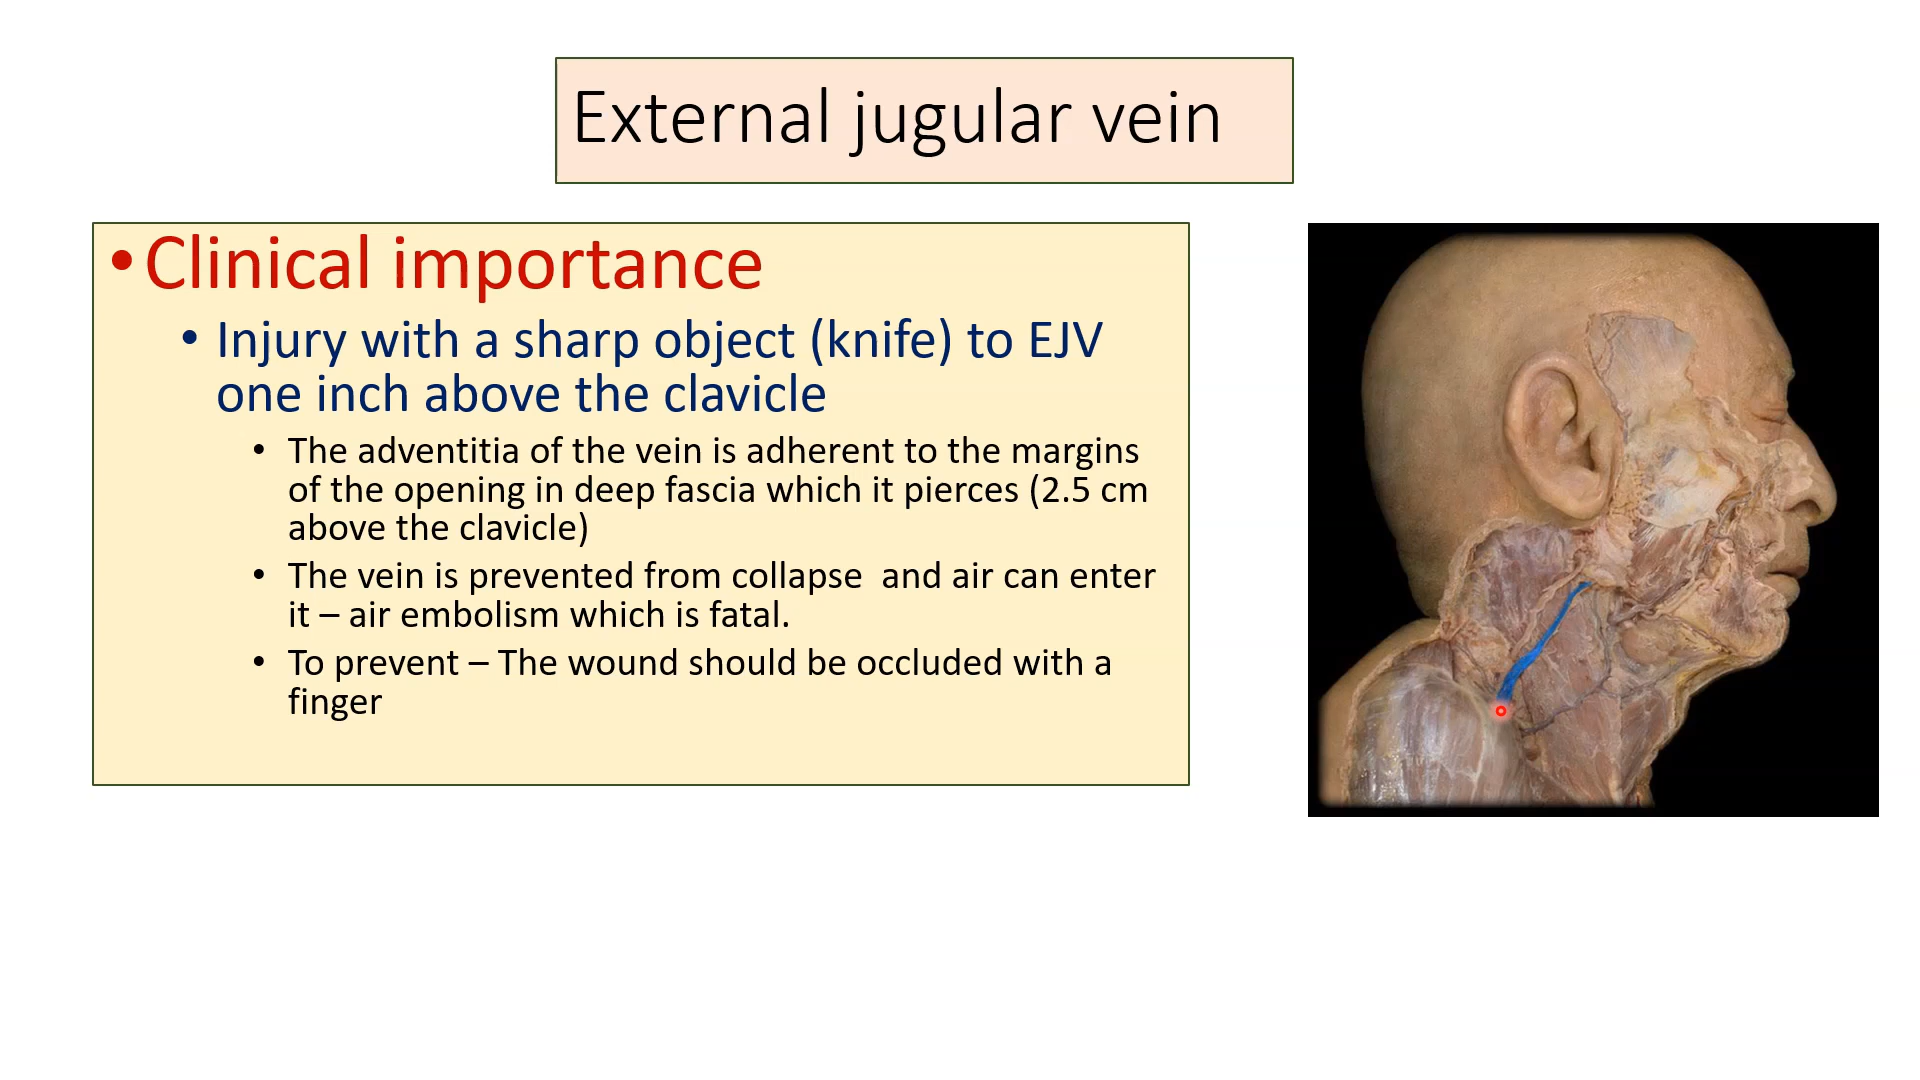 External jugular vein
• Clinical importance
• Injury with a sharp object (knife) to EJV
one inch above the clavicle
• The adventitia of the vein is adherent to the margins
of the opening in deep fascia which it pierces (2.5 cm
above the clavicle)
• The vein is prevented from collapse  and air can enter
it – air embolism which is fatal.
• To prevent – The wound should be occluded with a
finger